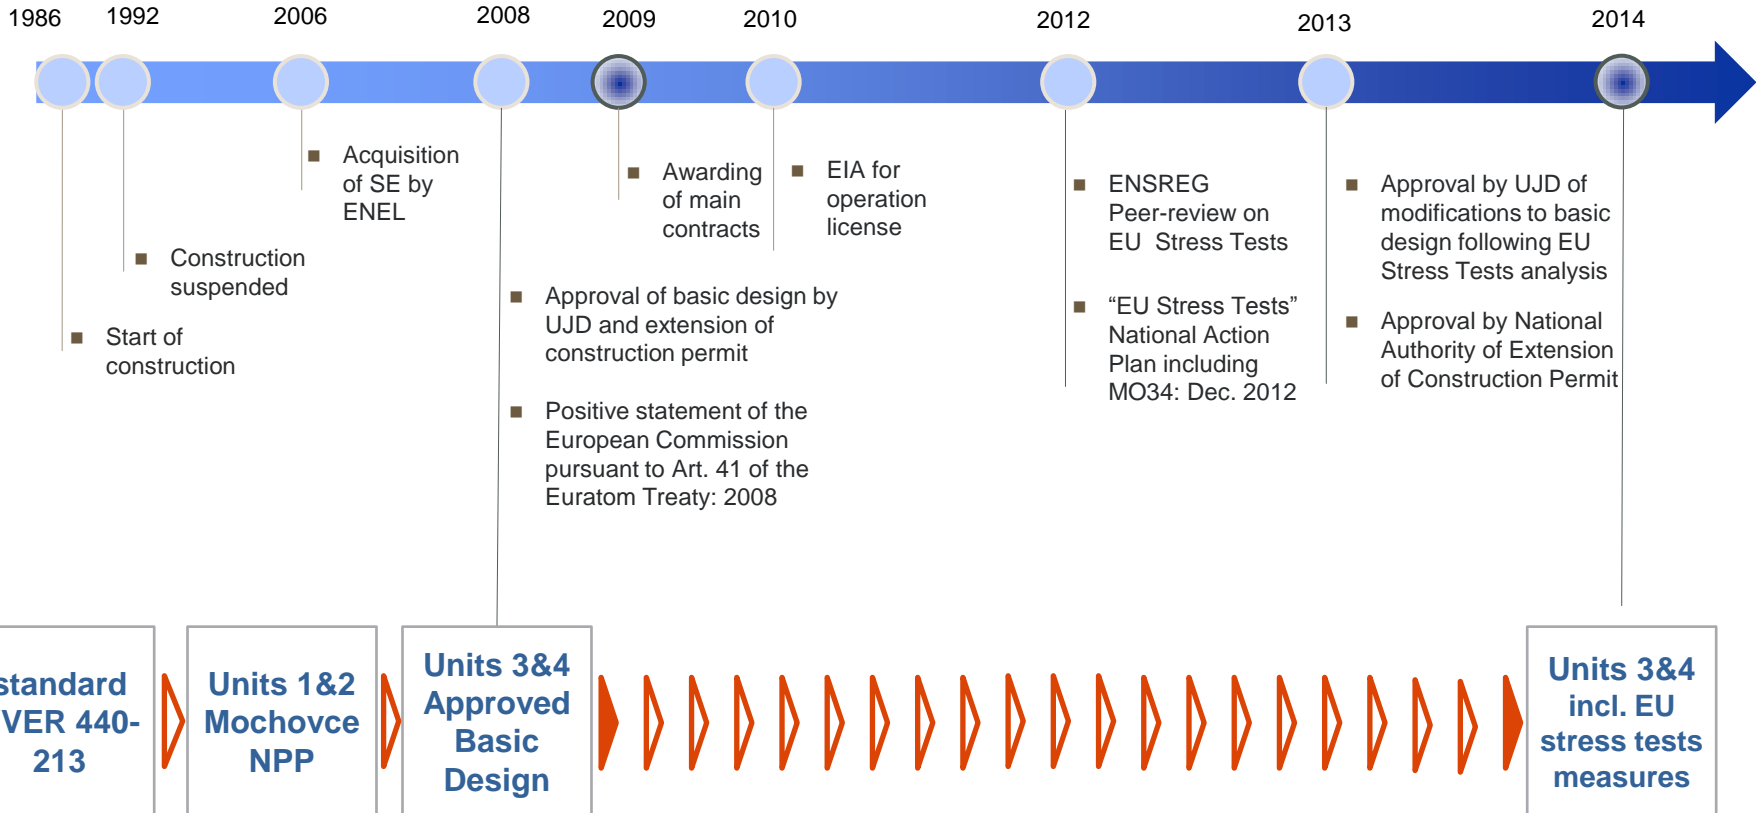 1986
1992
2006
2008
2009
2010
2012
2013
2014
Start of
construction
Construction
suspended
Acquisition
of SE by
ENEL
Approval of basic design by
UJD and extension of
construction permit
Positive statement of the
European Commission
pursuant to Art. 41 of the
Euratom Treaty: 2008
Awarding
of main
contracts
EIA for
operation
license
ENSREG
Peer-review on
EU Stress Tests
“EU Stress Tests”
National Action
Plan including
MO34: Dec. 2012
Approval by UJD of
modifications to basic
design following EU
Stress Tests analysis
Approval by National
Authority of Extension
of Construction Permit
standard
VER 440-
213
Units 1&2
Mochovce
NPP
Units 3&4
Approved
Basic
Design
Units 3&4
incl. EU
stress tests
measures